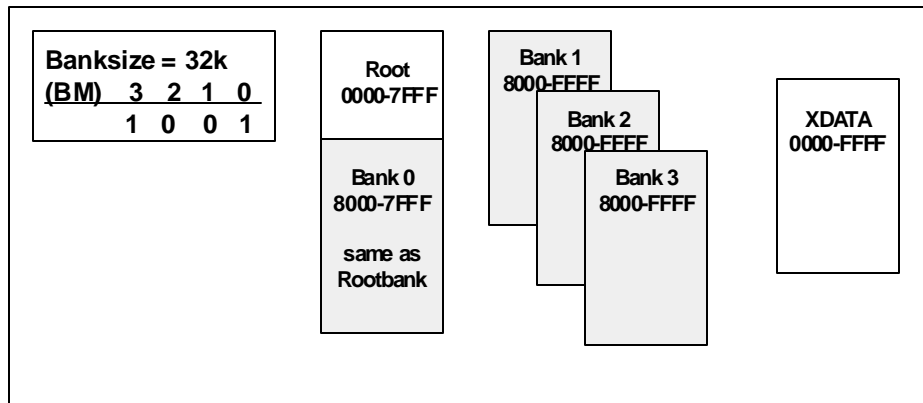 Banksize = 32k
(BM) 3 2 1 0
1 0 0 1
Root
0000-7FFF
Bank 0
8000-7FFF
same as
Rootbank
Bank 1
8000-FFFF
Bank 2
8000-FFFF
Bank 3
8000-FFFF
XDATA
0000-FFFF